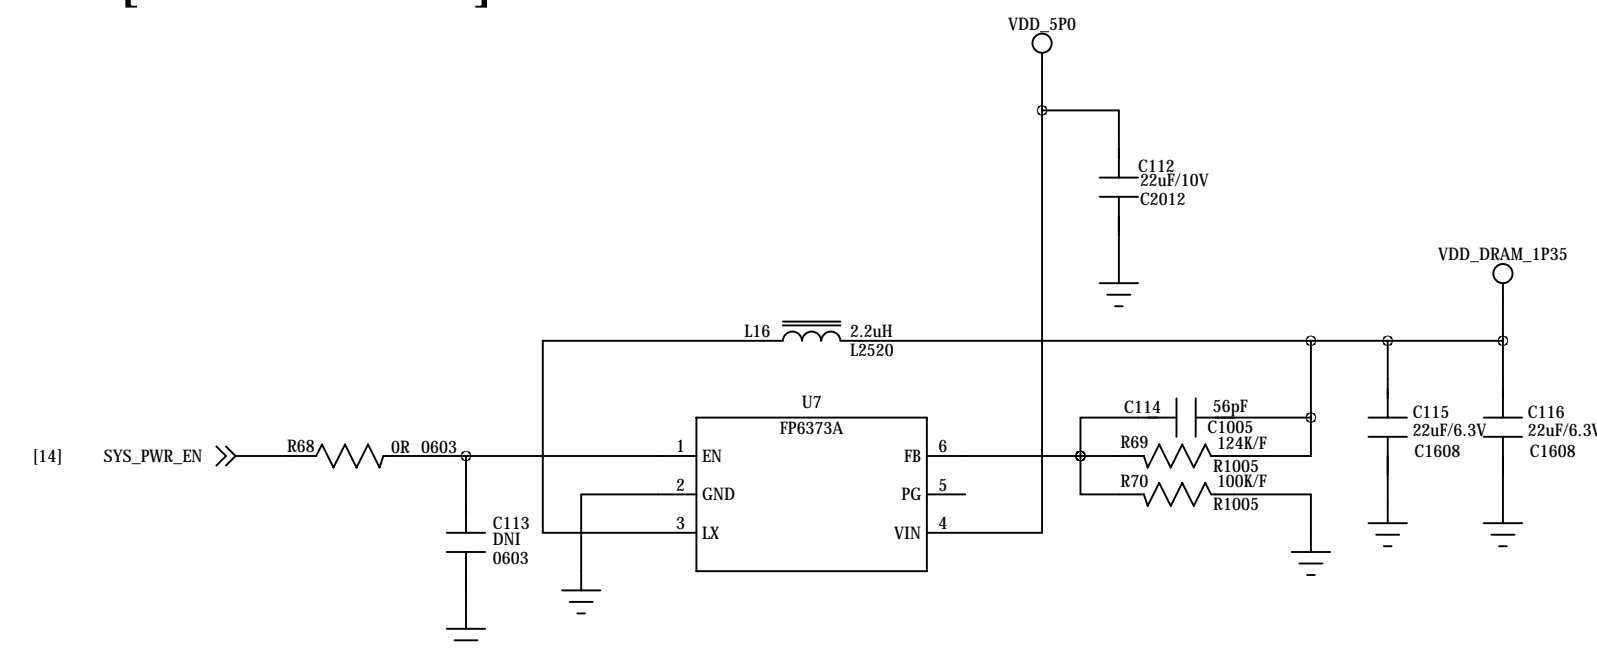 VDD_5P0
C112
22uF/10V
C2012
VDD_DRAM_1P35
L16
2.2uH
L2520
U7
FP6373A
C114
56pF
C1005
R69
124K/F
R1005
R70
100K/F
R1005
C115
22uF/6.3V
C1608
C116
22uF/6.3V
C1608
[14]
SYS_PWR_EN
R68
0R 0603
1
EN
2
GND
3
LX
6
FB
5
PG
4
VIN
C113
DNI
0603